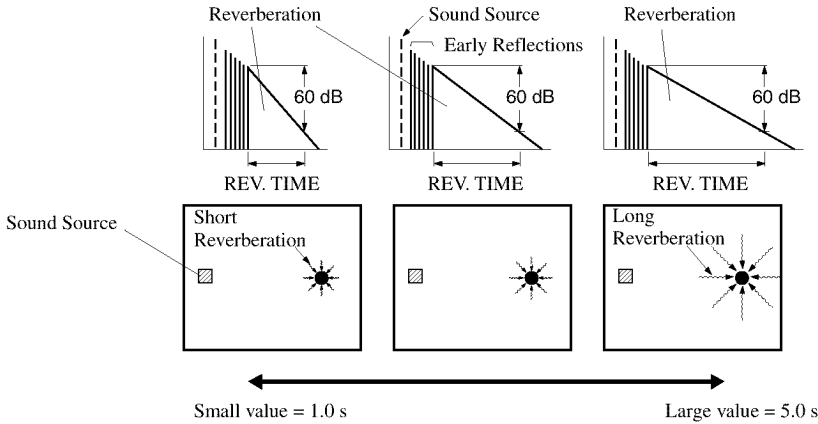 Reverberation
Sound Source
Reverberation
Early Reflections
60 dB
60 dB
60 dB
REV. TIME
REV. TIME
REV. TIME
Sound Source
Short
Reverberation
Long
Reverberation
Small value = 1.0 s
Large value = 5.0 s